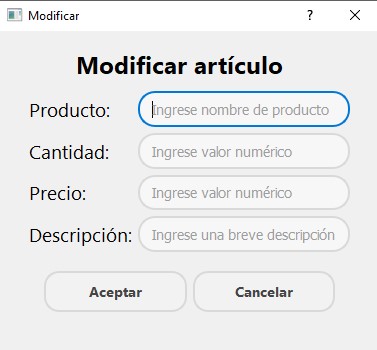 Modificar
Modificar artículo
Producto: Ingrese nombre de producto
Cantidad: Ingrese valor numérico
Precio: Ingrese valor numérico
Descripción: Ingrese una breve descripción
Aceptar Cancelar